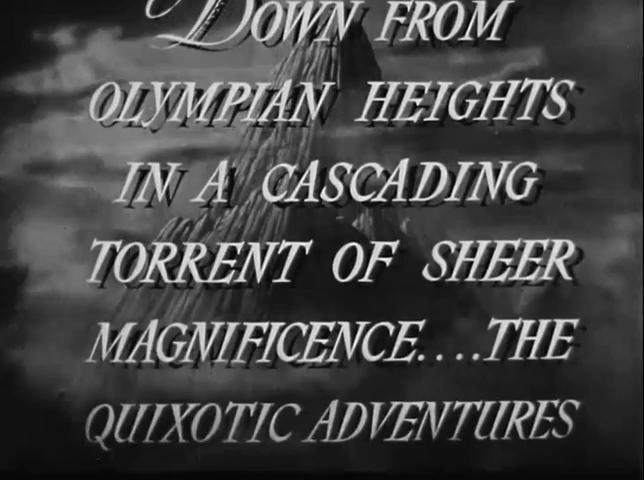 DOWN FROM
OLYMPIAN HEIGHTS
IN A CASCADING
TORRENT OF SHEER
MAGNIFICENCE....THE
QUIXOTIC ADVENTURES